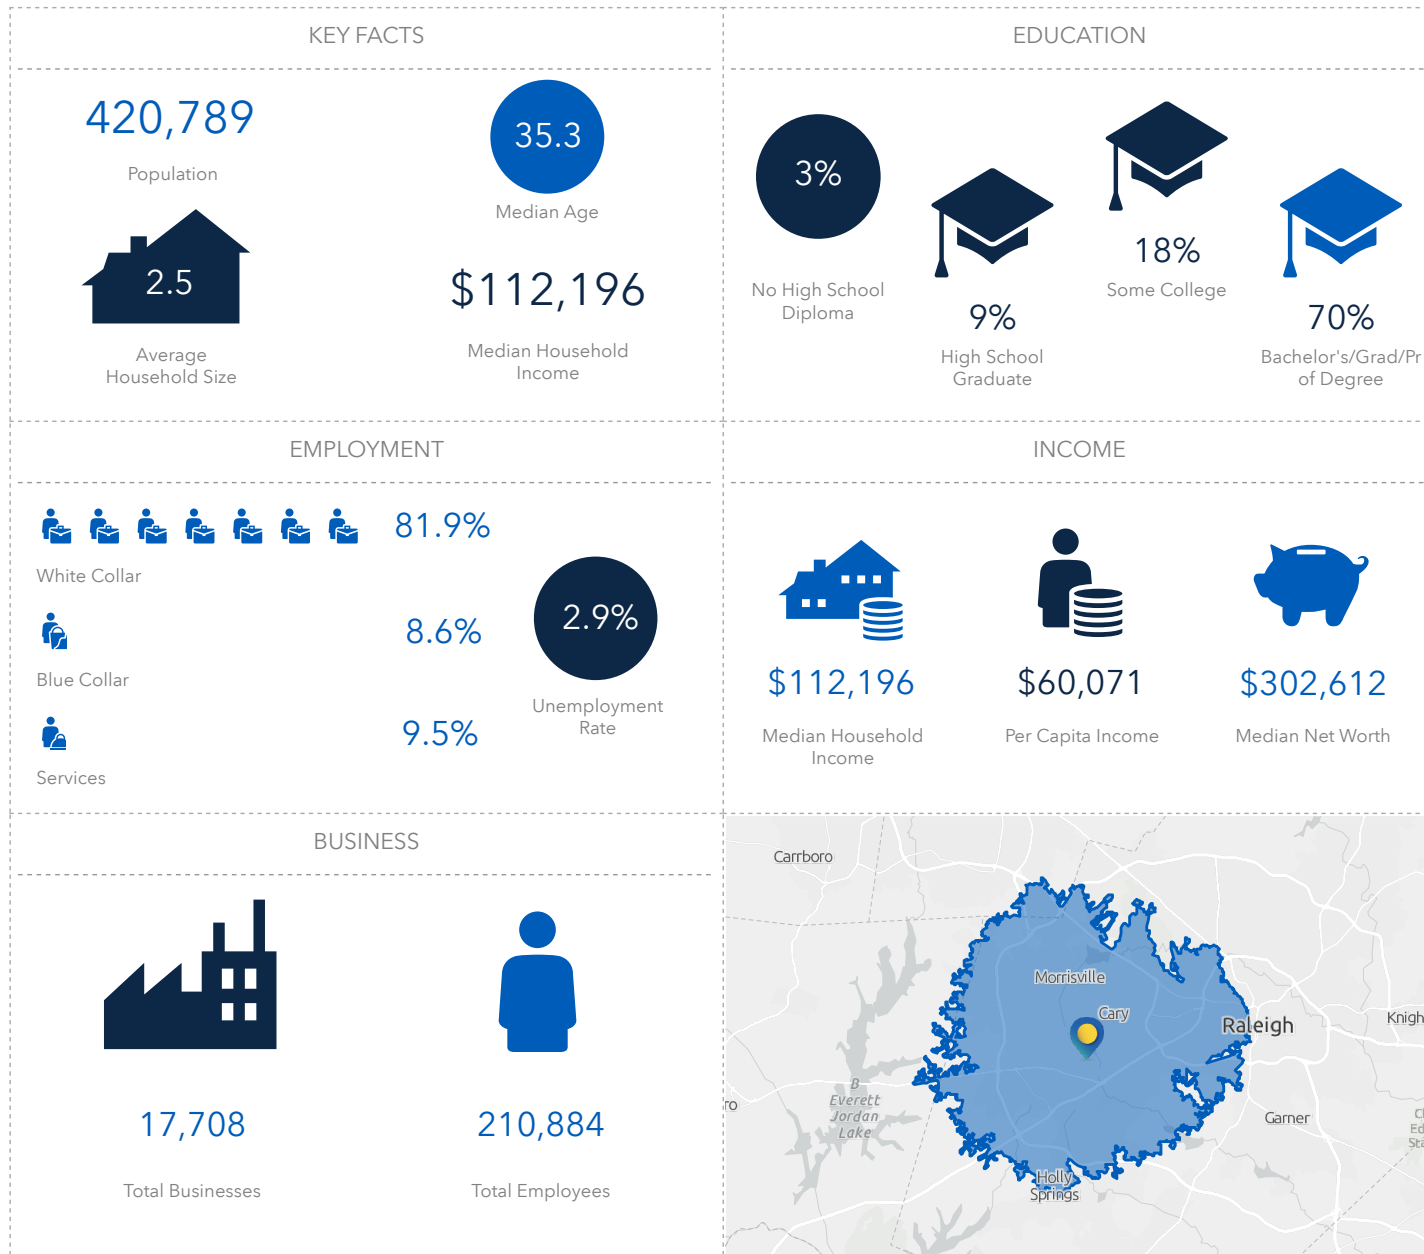 KEY FACTS
420,789
Population
35.3
Median Age
2.5
Average
Household Size
$112,196
Median Household
Income
EDUCATION
3%
No High School
Diploma
9%
High School
Graduate
18%
Some College
70%
Bachelor's/Grad/Pr
of Degree
EMPLOYMENT
81.9%
White Collar
8.6%
Blue Collar
9.5%
Services
2.9%
Unemployment
Rate
INCOME
$112,196
Median Household
Income
$60,071
Per Capita Income
$302,612
Median Net Worth
BUSINESS
17,708
Total Businesses
210,884
Total Employees
Carrboro
Morrisville
Cary
Raleigh
Knigh
B
Everett
Jordan
Lake
ro
Garner
Ed
Sta
Holly
Springs